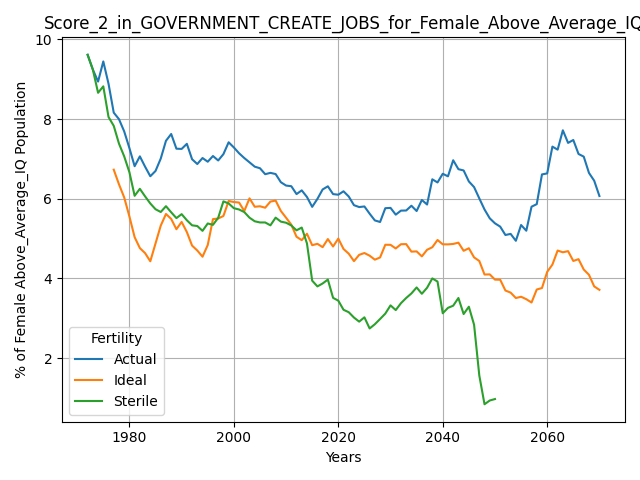 Score_2_in_GOVERNMENT_CREATE_JOBS_for_Female_Above_Average_IQ
10
8
6
4
2
% of Female Above_Average_IQ Population
Fertility
Actual
Ideal
Sterile
1980 2000 2020 2040 2060
Years